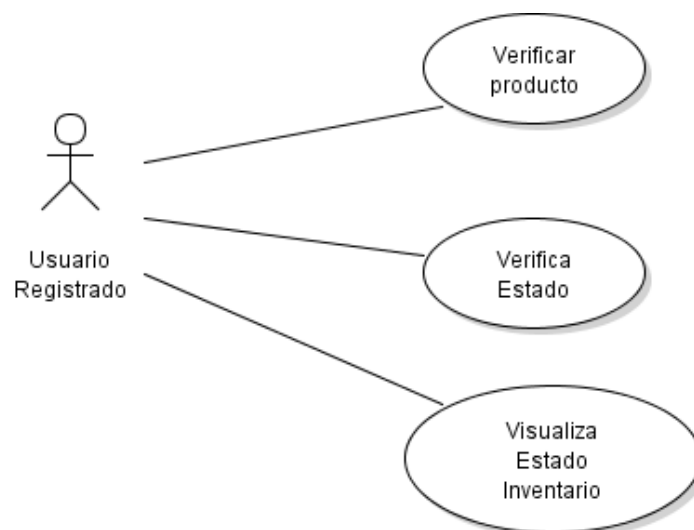 Verificar
producto
Usuario
Registrado
Verifica
Estado
Visualiza
Estado
Inventario